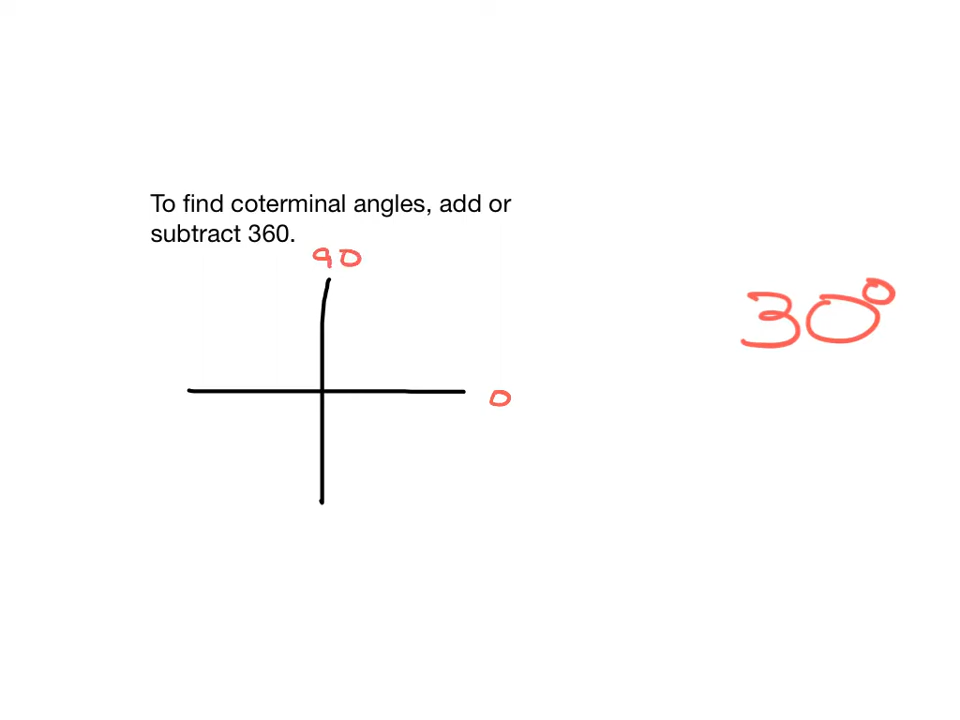 To find coterminal angles, add or
subtract 360.
90
30°
0